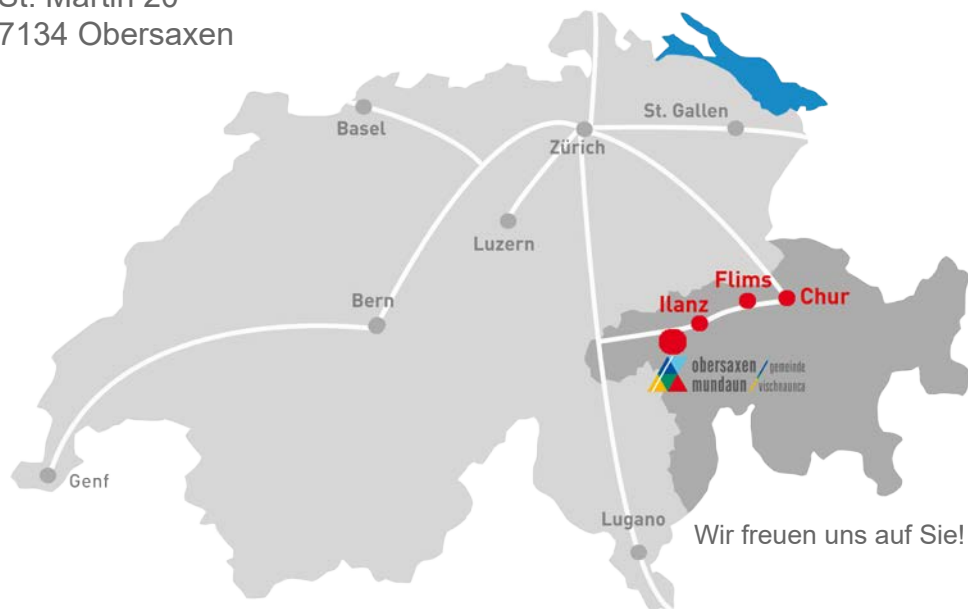 St. Martin 20
7134 Obersaxen
St. Gallen
Basel
Zürich
Luzern
Flims
Chur
Ilanz
Bern
obersaxen / gemeinde
mundaun / vischnaunca
Genf
Lugano
Wir freuen uns auf Sie!